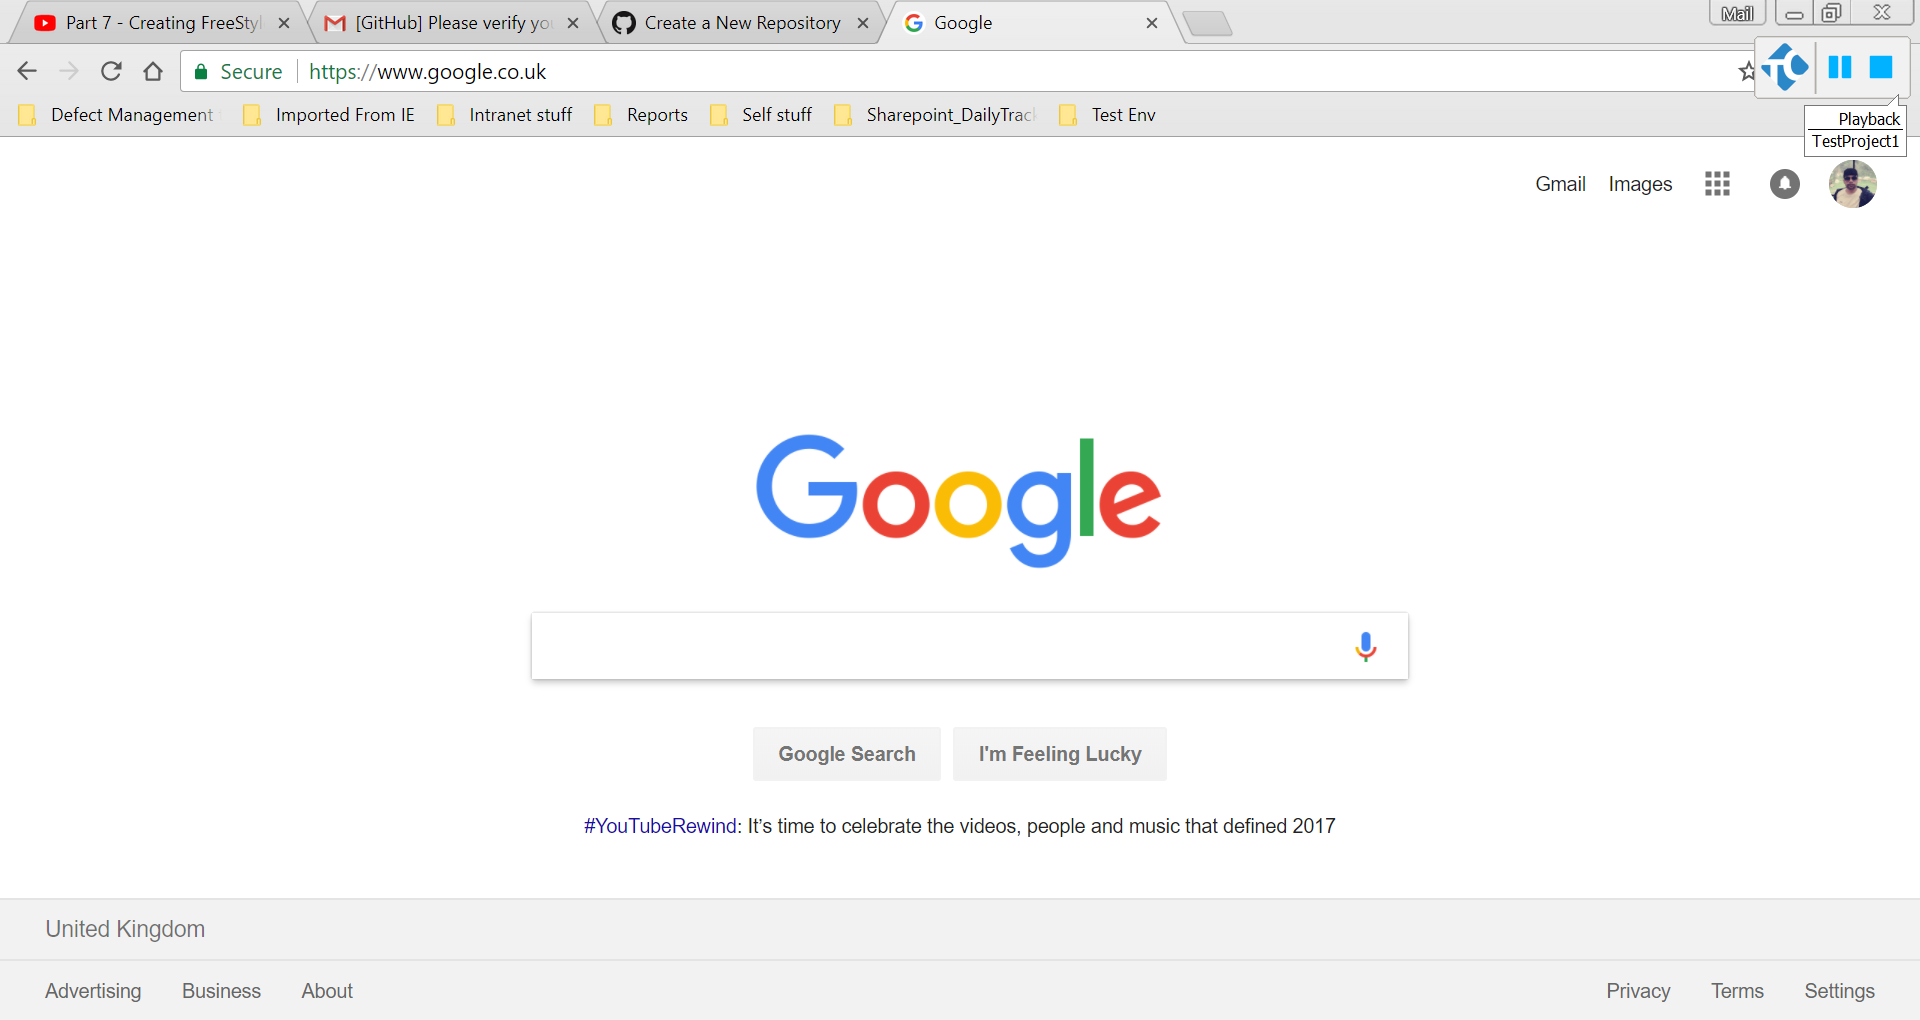 Part 7 - Creating FreeStyl
[GitHub] Please verify yo
Create a New Repository
Google
Mail
Secure
https://www.google.co.uk
Defect Management
Imported From IE
Intranet stuff
Reports
Self stuff
Sharepoint_DailyTrac
Test Env
Playback
TestProject1
Gmail
Images
Google
Google Search
I'm Feeling Lucky
#YouTubeRewind: It's time to celebrate the videos, people and music that defined 2017
United Kingdom
Advertising
Business
About
Privacy
Terms
Settings